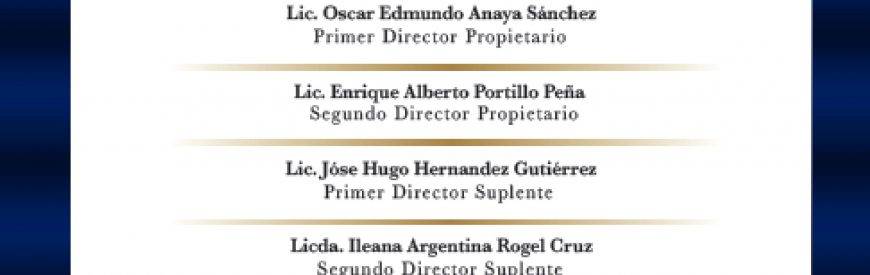 Lic. Oscar Edmundo Anaya Sánchez
Primer Director Propietario
Lic. Enrique Alberto Portillo Peña
Segundo Director Propietario
Lic. Jóse Hugo Hernandez Gutiérrez
Primer Director Suplente
Licda. Ileana Argentina Rogel Cruz
Segundo Director Suplente